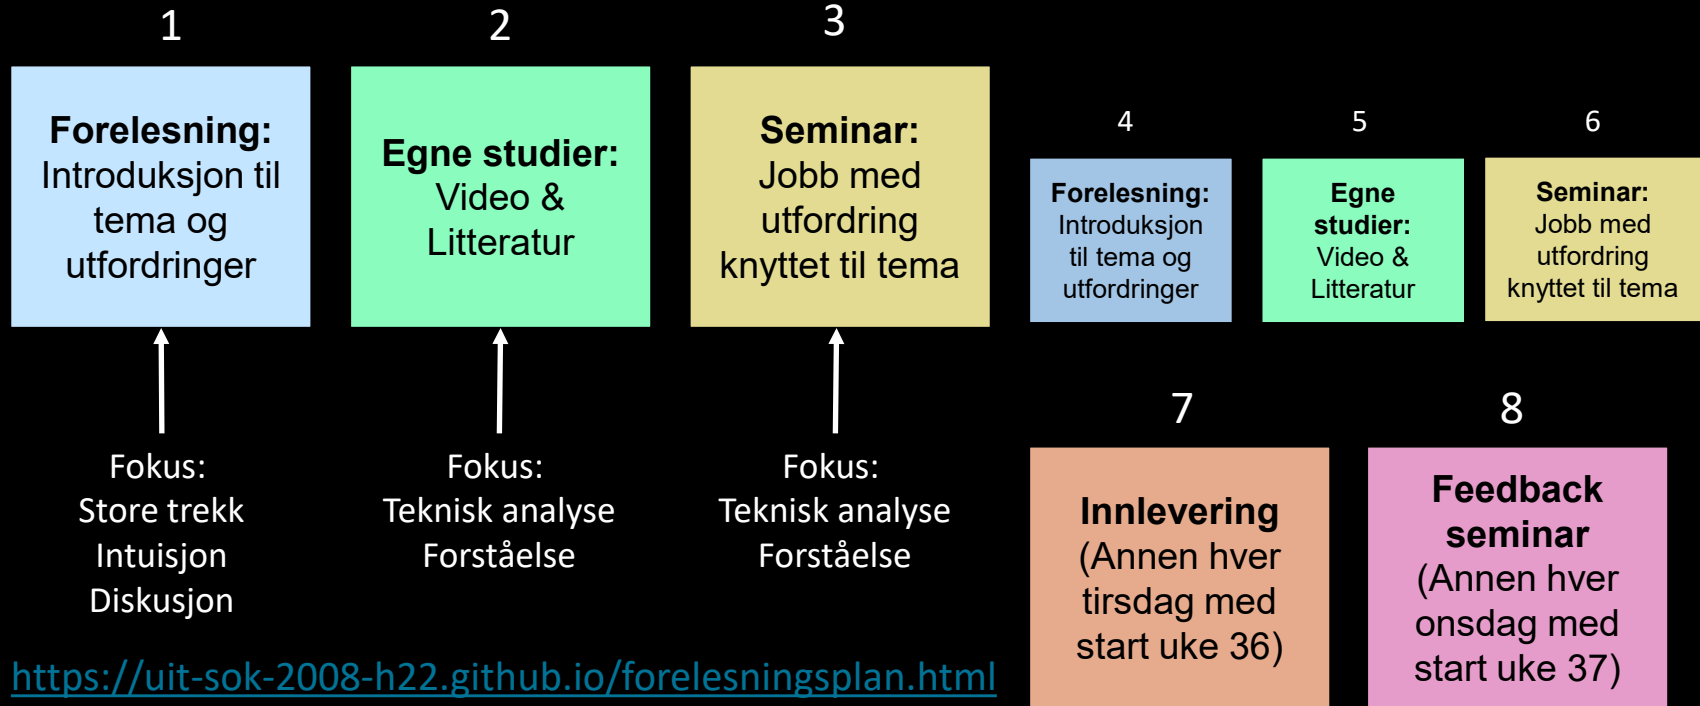 1
Forelesning:
Introduksjon til
tema og
utfordringer
2
Egne studier:
Video &
Litteratur
3
Seminar:
Jobb med
utfordring
knyttet til tema
4
Forelesning:
Introduksjon
til tema og
utfordringer
5
Egne
studier:
Video &
Litteratur
6
Seminar:
Jobb med
utfordring
knyttet til tema
Fokus:
Store trekk
Intuisjon
Diskusjon
Fokus:
Teknisk analyse
Forståelse
Fokus:
Teknisk analyse
Forståelse
7
Innlevering
(Annen hver
tirsdag med
start uke 36)
8
Feedback
seminar
(Annen hver
onsdag med
start uke 37)
https://uit-sok-2008-h22.github.io/forelesningsplan.html